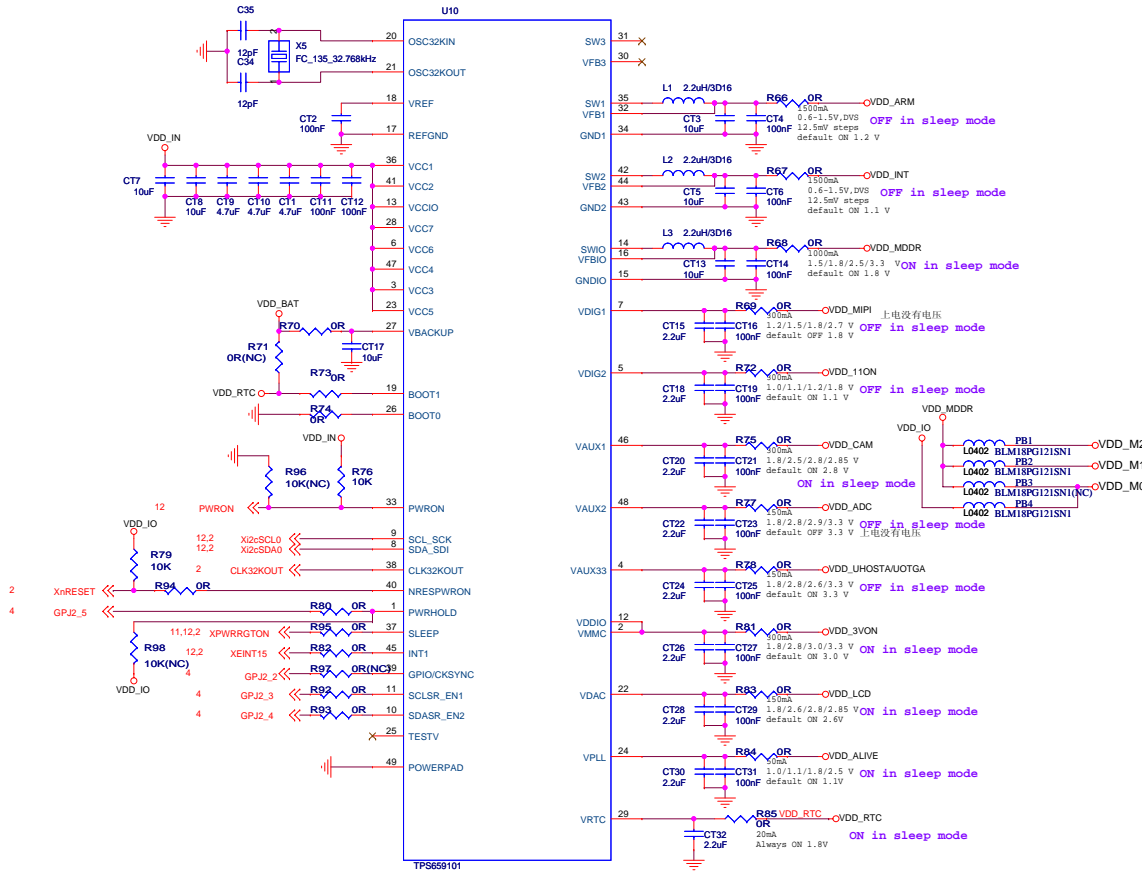 U10
C35
12pF
C34
12pF
X5
FC_135_32.768kHz
20
OSC32KIN
21
OSC32KOUT
18
VREF
CT2
100nF
17
REFGND
VDD_IN
36
VCC1
41
VCC2
13
VCCIO
28
VCC7
6
VCC6
47
VCC4
3
VCC3
23
VCC5
CT7
10uF
CT8
10uF
CT9
4.7uF
CT10
4.7uF
C11
4.7uF
CT11
100nF
CT12
100nF
VDD_BAT
R70
0R
27
VBACKUP
R71
0R(NC)
CT17
10uF
R73
0R
VDD_RTC
19
BOOT1
R74
0R
26
BOOT0
VDD_IN
R96
10K(NC)
R76
10K
12
PWRON
33
PWRON
VDD_IO
12,2
Xi2cSCL0
9
SCL_SCK
12,2
Xi2cSDA0
8
SDA_SDI
R79
10K
2
CLK32KOUT
38
CLK32KOUT
2
XnRESET
R94
0R
40
NRESPWRON
4
GPJ2_5
R80
0R
1
PWRHOLD
11,12,2
XPWRRGTON
R95
0R
37
SLEEP
R98
10K(NC)
VDD_IO
12,2
XEINT15
R82
0R
45
INT1
4
GPJ2_2
R97
0R(NC)
39
GPIO/CKSYNC
4
GPJ2_3
R92
0R
11
SCLSR_EN1
4
GPJ2_4
R93
0R
10
SDASR_EN2
25
TESTV
49
POWERPAD
TPS659101
SW3
31
VFB3
30
SW1
35
VFB1
32
GND1
34
L1 2.2uH/3D16
CT3
10uF
CT4
100nF
R66
0R
VDD_ARM
1500mA
0.6-1.5V,DVS
12.5mV steps
default ON 1.2 V
OFF in sleep mode
SW2
42
VFB2
44
GND2
43
L2 2.2uH/3D16
CT5
10uF
CT6
100nF
R67
0R
VDD_INT
1500mA
0.6-1.5V,DVS
12.5mV steps
default ON 1.1 V
OFF in sleep mode
SWIO
14
VFBIO
16
GNDIO
15
L3 2.2uH/3D16
CT13
10uF
CT14
100nF
R68
0R
VDD_MDDR
1000mA
1.5/1.8/2.5/3.3 V
default ON 1.8 V
ON in sleep mode
VDIG1
7
CT15
2.2uF
CT16
100nF
R69
0R
VDD_MIPI
上电没有电压
300mA
1.2/1.5/1.8/2.7 V
default OFF 1.8 V
OFF in sleep mode
VDIG2
5
CT18
2.2uF
CT19
100nF
R72
0R
VDD_11ON
300mA
1.0/1.1/1.2/1.8 V
default ON 1.1 V
OFF in sleep mode
VAUX1
46
CT20
2.2uF
CT21
100nF
R75
0R
VDD_CAM
300mA
1.8/2.5/2.8/2.85 V
default ON 2.8 V
ON in sleep mode
VDD_MDDR
VDD_IO
PB1
L0402
BLM18PG121SN1
VDD_M2
PB2
L0402
BLM18PG121SN1
VDD_M1
PB3
L0402
BLM18PG121SN1(NC)
VDD_M0
PB4
L0402
BLM18PG121SN1
VAUX2
48
CT22
2.2uF
CT23
100nF
R77
0R
VDD_ADC
150mA
1.8/2.8/2.9/3.3 V
default OFF 3.3 V
OFF in sleep mode
上电没有电压
VAUX33
4
CT24
2.2uF
CT25
100nF
R78
0R
VDD_UHOSTA/UOTGA
150mA
1.8/2.8/2.6/3.3 V
default ON 3.3 V
OFF in sleep mode
VDDIO
12
VMMC
2
CT26
2.2uF
CT27
100nF
R81
0R
VDD_3VON
300mA
1.8/2.8/3.0/3.3 V
default ON 3.0 V
ON in sleep mode
VDAC
22
CT28
2.2uF
CT29
100nF
R83
0R
VDD_LCD
150mA
1.8/2.6/2.8/2.85 V
default ON 2.6V
ON in sleep mode
VPLL
24
CT30
2.2uF
CT31
100nF
R84
0R
VDD_ALIVE
50mA
1.0/1.1/1.8/2.5 V
default ON 1.1V
ON in sleep mode
VRTC
29
CT32
2.2uF
R85
0R
VDD_RTC
VDD_RTC
20mA
Always ON 1.8V
ON in sleep mode